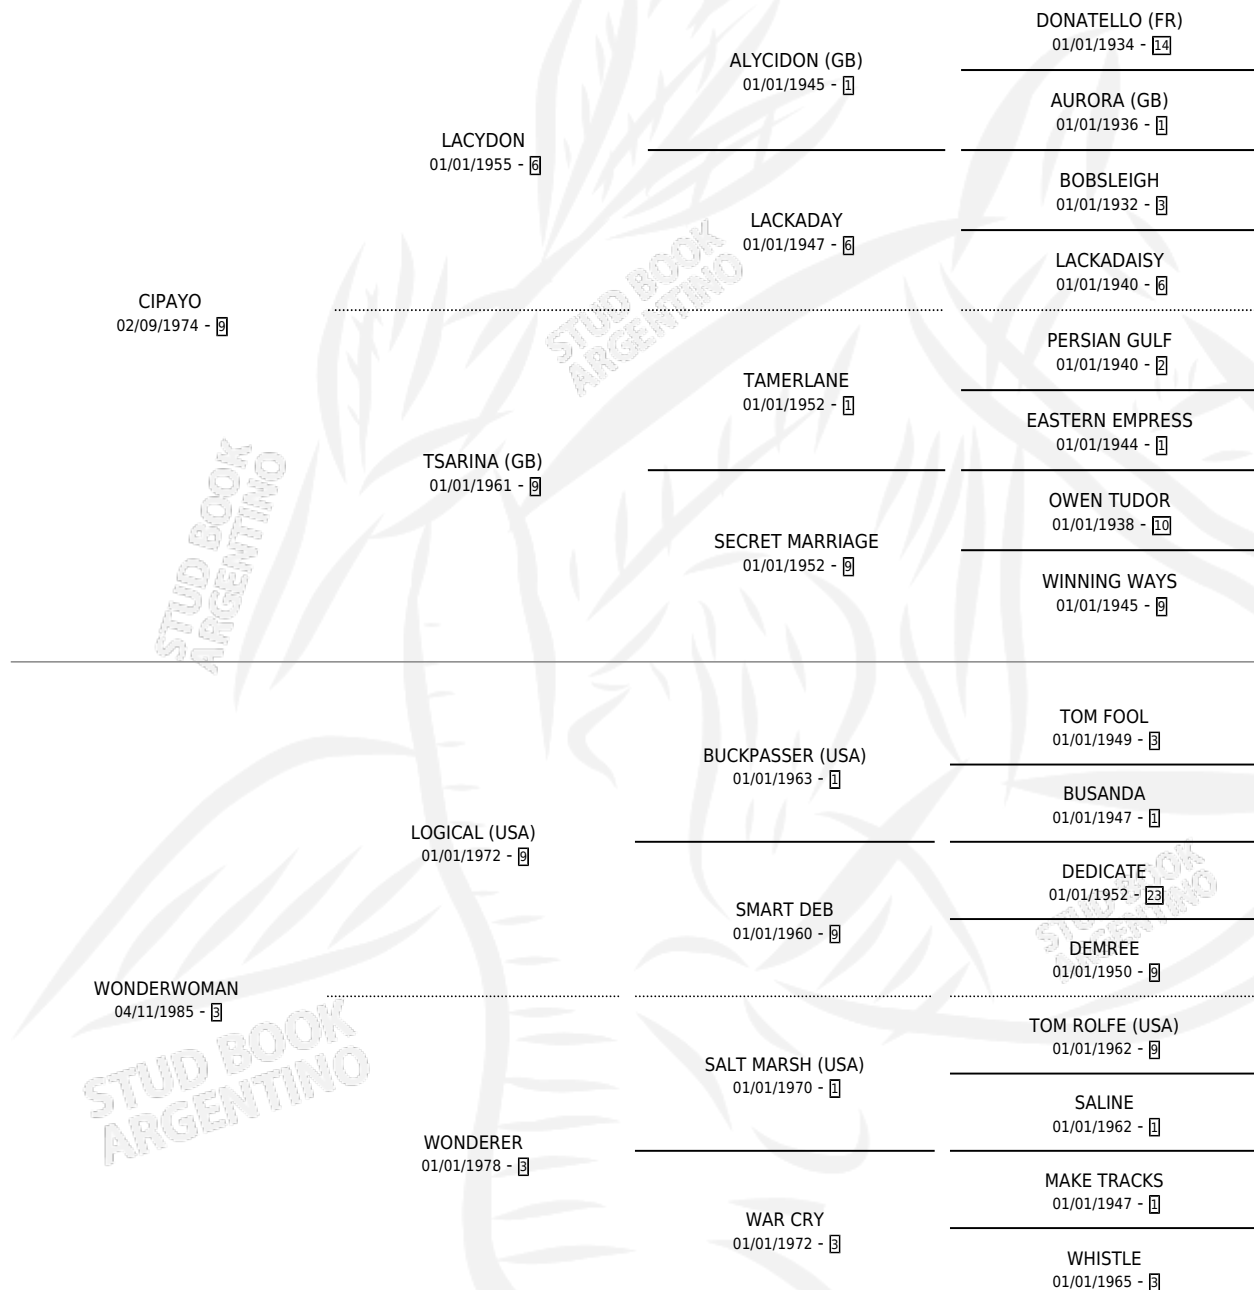 DONATELLO (FR)
01/01/1934 - 14
ALYCIDON (GB)
01/01/1945 - 1
AURORA (GB)
01/01/1936 - 1
LACYDON
01/01/1955 - 6
BOBSLEIGH
01/01/1932 - 3
LACKADAY
01/01/1947 - 6
LACKADAISY
01/01/1940 - 6
CIPAYO
02/09/1974 - 9
STUD BOOK
ARGENTINO
PERSIAN GULF
01/01/1940 - 2
TAMERLANE
01/01/1952 - 1
EASTERN EMPRESS
01/01/1944 - 1
TSARINA (GB)
01/01/1961 - 9
OWEN TUDOR
01/01/1938 - 10
SECRET MARRIAGE
01/01/1952 - 9
WINNING WAYS
01/01/1945 - 9
STUD BOOK
ARGENTINO
TOM FOOL
01/01/1949 - 3
BUCKPASSER (USA)
01/01/1963 - 1
BUSANDA
01/01/1947 - 1
LOGICAL (USA)
01/01/1972 - 9
DEDICATE
01/01/1952 - 23
SMART DEB
01/01/1960 - 9
DEMREE
01/01/1950 - 9
STUD BOOK
ARGENTINO
WONDERWOMAN
04/11/1985 - 3
TOM ROLFE (USA)
01/01/1962 - 9
SALT MARSH (USA)
01/01/1970 - 1
SALINE
01/01/1962 - 1
STUD BOOK
ARGENTINO
WONDERER
01/01/1978 - 3
MAKE TRACKS
01/01/1947 - 1
WAR CRY
01/01/1972 - 3
WHISTLE
01/01/1965 - 3